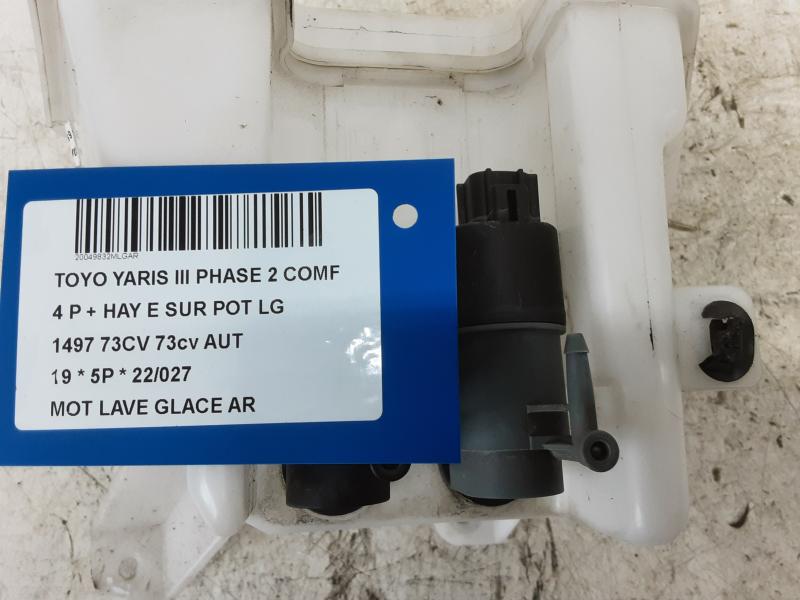 20049832MLGAR
TOYO YARIS III PHASE 2 COMF
4 P + HAY E SUR POT LG
1497 73CV 73cv AUT
19 * 5P * 22/027
MOT LAVE GLACE AR